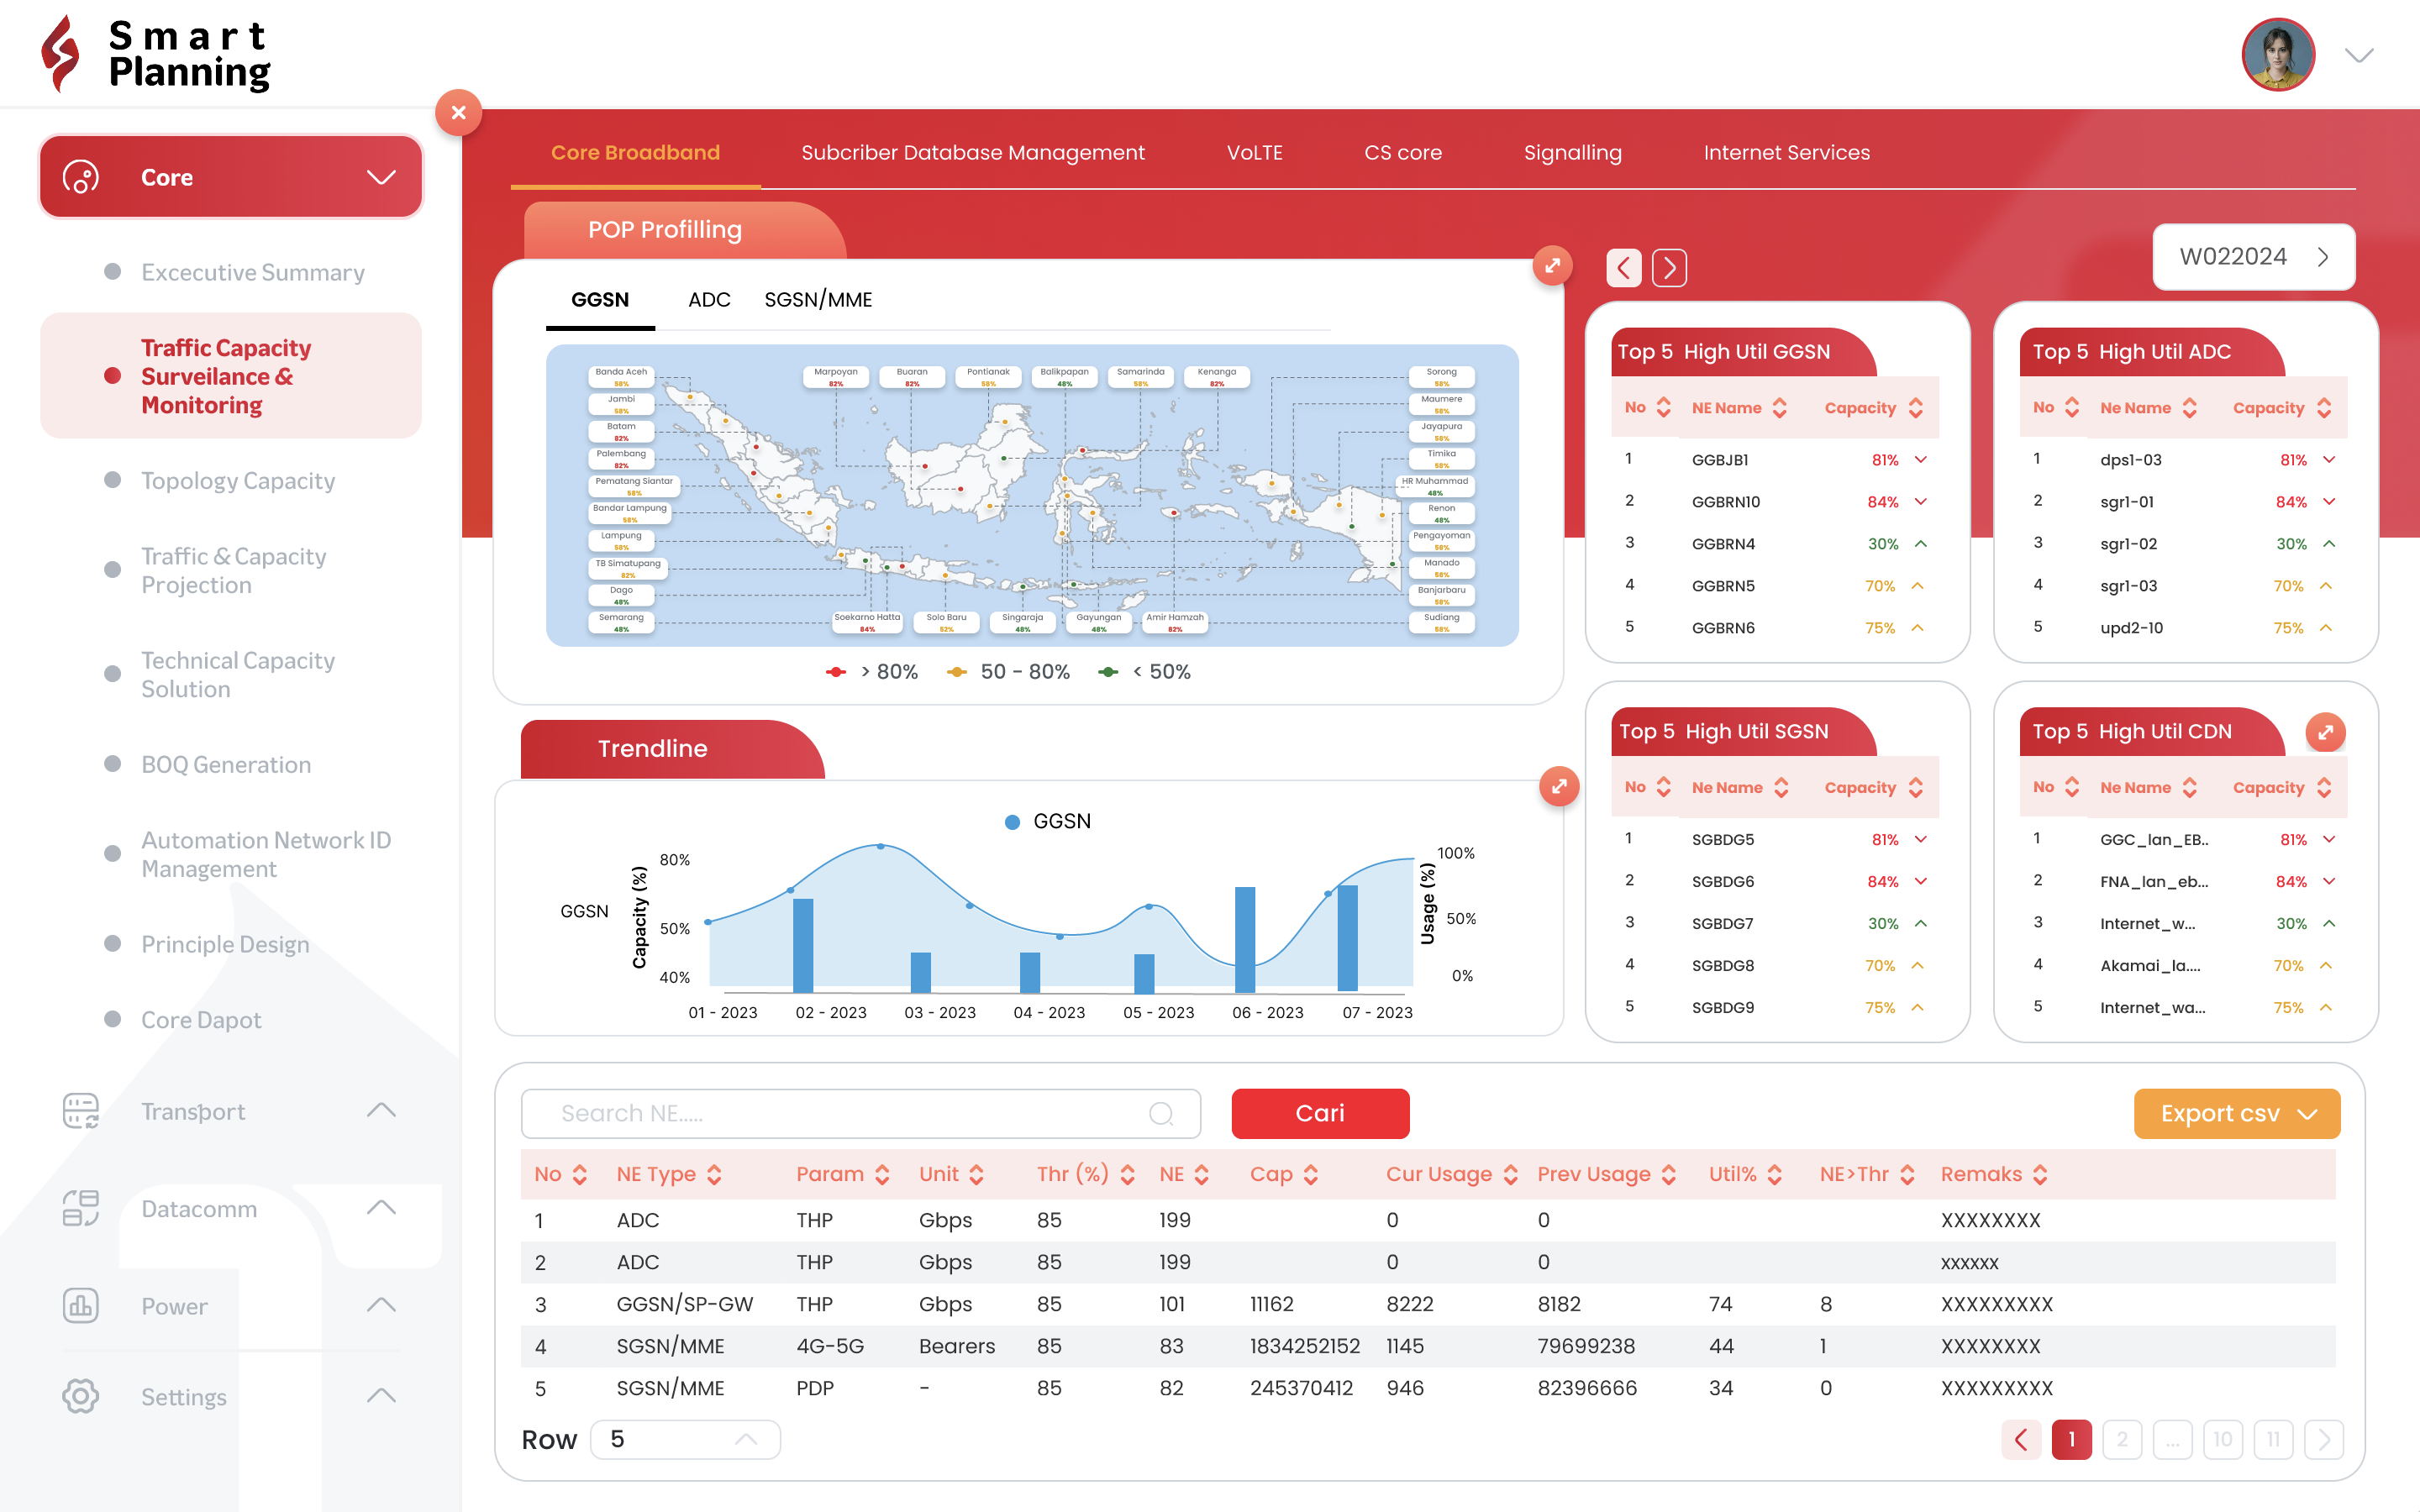 Smart
Planning
Core
Excecutive Summary
Traffic Capacity
Surveilance &
Monitoring
Topology Capacity
Traffic & Capacity
Projection
Technical Capacity
Solution
BOQ Generation
Automation Network ID
Management
Principle Design
Core Dapot
Transport
Datacomm
Power
Settings
Core Broadband Subcriber Database Management VoLTE CS core Signalling Internet Services
POP Profilling
W022024
GGSN ADC SGSN/MME
Banda Aceh
58%
Jambi
58%
Batam
82%
Palembang
82%
Pematang Siantar
58%
Bandar Lampung
58%
Lampung
58%
TB Simatupang
52%
Dago
48%
Semarang
48%
Marpoyan
82%
Buaran
82%
Pontianak
58%
Balikpapan
48%
Samarinda
58%
Kenanga
82%
Sorong
58%
Maumere
58%
Jayapura
58%
Timika
58%
HR Muhammad
48%
Renon
48%
Pengayoman
58%
Manado
58%
Banjarbaru
58%
Sudiang
58%
Soekarno Hatta
84%
Solo Baru
52%
Singaraja
48%
Gayungan
48%
Amir Hamzah
82%
> 80% 50 - 80% < 50%
Top 5 High Util GGSN
No NE Name Capacity
1 GGBJB1 81%
2 GGBRN10 84%
3 GGBRN4 30%
4 GGBRN5 70%
5 GGBRN6 75%
Top 5 High Util ADC
No Ne Name Capacity
1 dps1-03 81%
2 sgr1-01 84%
3 sgr1-02 30%
4 sgr1-03 70%
5 upd2-10 75%
Trendline
GGSN
GGSN
Capacity (%)
80%
50%
40%
Usage (%)
100%
50%
0%
01 - 2023 02 - 2023 03 - 2023 04 - 2023 05 - 2023 06 - 2023 07 - 2023
Top 5 High Util SGSN
No Ne Name Capacity
1 SGBDG5 81%
2 SGBDG6 84%
3 SGBDG7 30%
4 SGBDG8 70%
5 SGBDG9 75%
Top 5 High Util CDN
No Ne Name Capacity
1 GGC_lan_EB.. 81%
2 FNA_lan_eb... 84%
3 Internet_w... 30%
4 Akamai_la.... 70%
5 Internet_wa... 75%
Search NE.....
Cari
Export csv
No NE Type Param Unit Thr (%) NE Cap Cur Usage Prev Usage Util% NE>Thr Remaks
1 ADC THP Gbps 85 199 0 0 XXXXXXXX
2 ADC THP Gbps 85 199 0 0 xxxxxx
3 GGSN/SP-GW THP Gbps 85 101 11162 8222 8182 74 8 XXXXXXXXX
4 SGSN/MME 4G-5G Bearers 85 83 1834252152 1145 79699238 44 1 XXXXXXXX
5 SGSN/MME PDP - 85 82 245370412 946 82396666 34 0 XXXXXXXXX
Row 5
1 2 ... 10 11